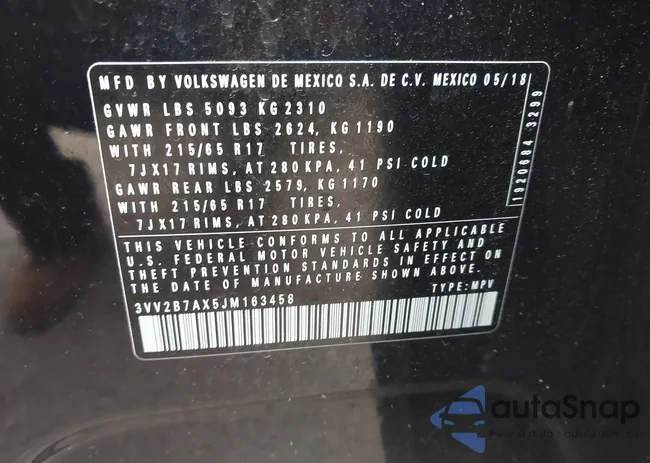 MFD BY VOLKSWAGEN DE MEXICO S.A. DE C.V. MEXICO 05/18
GVWR LBS 5093 KG 2310
GAWR FRONT LBS 2624, KG 1190
WITH 215/65 R17 TIRES,
7JX17 RIMS, AT 280 KPA, 41 PSI COLD
GAWR REAR LBS 2579, KG 1170
WITH 215/65 R17 TIRES,
7JX17 RIMS, AT 280 KPA, 41 PSI COLD
1920684 3299
THIS VEHICLE CONFORMS TO ALL APPLICABLE
U.S. FEDERAL MOTOR VEHICLE SAFETY AND
THEFT PREVENTION STANDARDS IN EFFECT ON
THE DATE OF MANUFACTURE SHOWN ABOVE.
3VV2B7AX5JM163458 TYPE: MPV
autaSnap